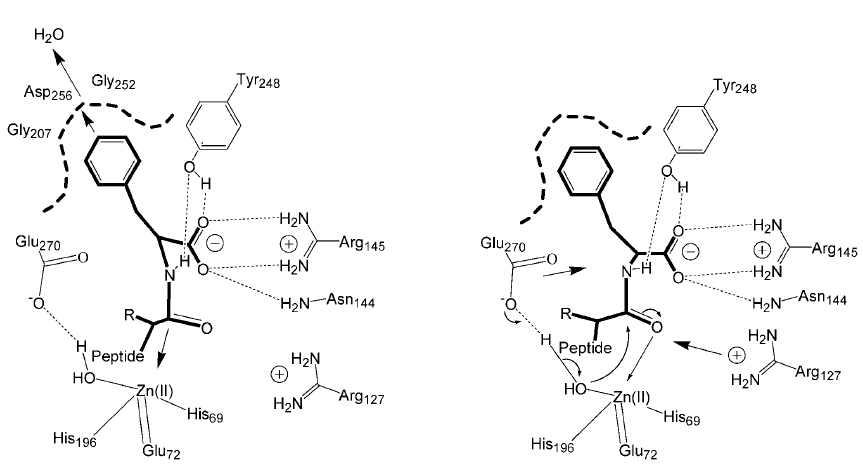 H2O
Tyr248
Gly252
Asp256
Gly207
O
H
Glu270
O
-O
O
−
H2N
+
Arg145
H2N
O
N
H
H2N
Asn144
R
O
H
Peptide
HO
Zn(II)
H2N
+
H2N
Arg127
His69
His196
Glu72
Tyr248
O
H
Glu270
O
-O
O
−
H2N
+
Arg145
H2N
O
N
H
H2N
Asn144
R
O
H
Peptide
HO
Zn(II)
H2N
+
H2N
Arg127
His69
His196
Glu72